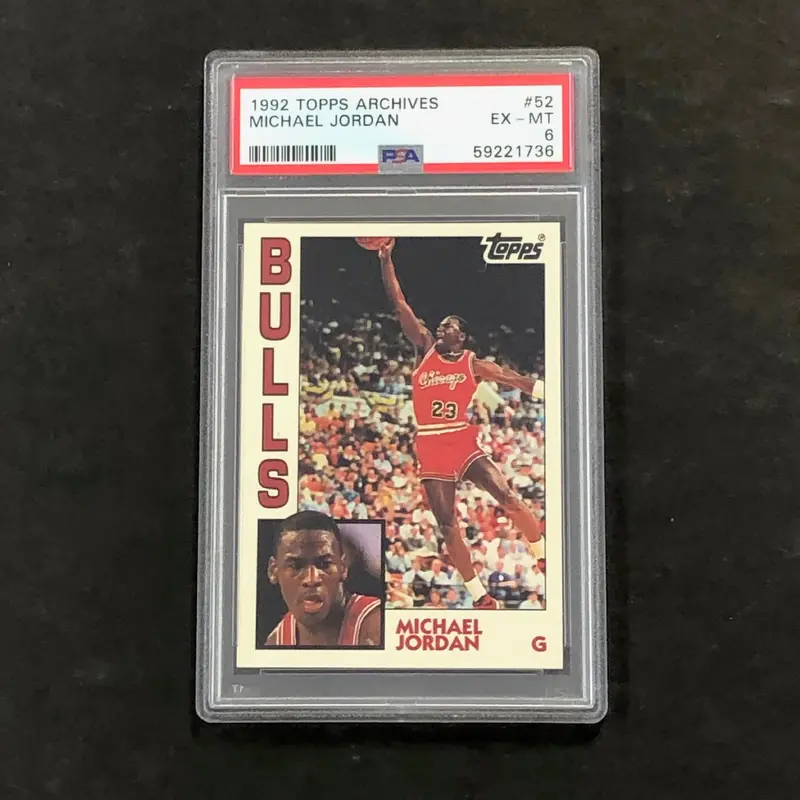 1992 TOPPS ARCHIVES #52
MICHAEL JORDAN EX - MT
6
PSA 59221736
BULLS
Topps
Chicago
23
MICHAEL
JORDAN
G